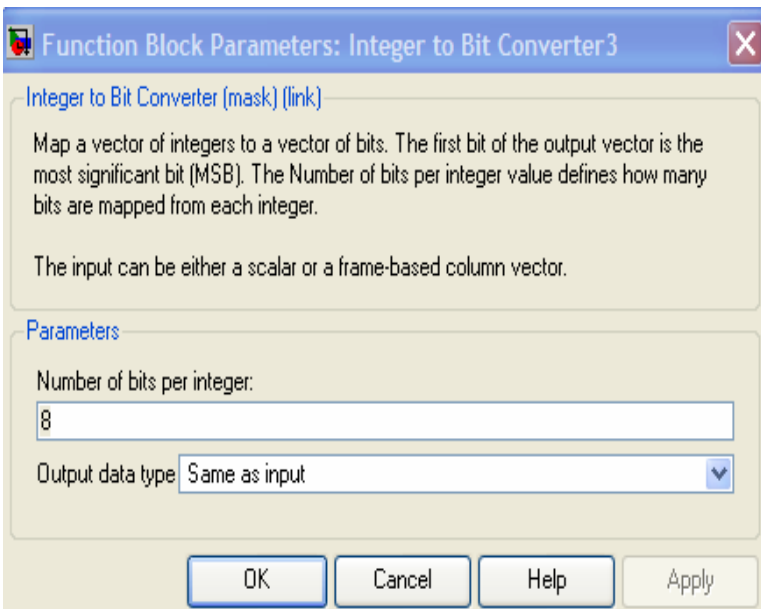 Function Block Parameters: Integer to Bit Converter3
Integer to Bit Converter (mask) (link)
Map a vector of integers to a vector of bits. The first bit of the output vector is the
most significant bit (MSB). The Number of bits per integer value defines how many
bits are mapped from each integer.
The input can be either a scalar or a frame-based column vector.
Parameters
Number of bits per integer:
8
Output data type Same as input
OK Cancel Help Apply